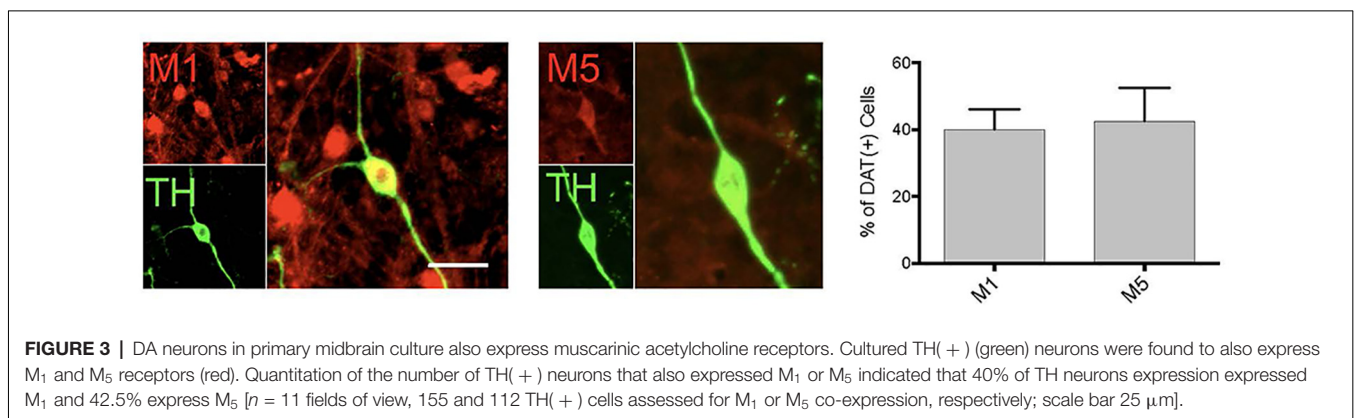 M1
TH
M5
TH
% of DAT(+) Cells
60
40
20
0
M1
M5
FIGURE 3 | DA neurons in primary midbrain culture also express muscarinic acetylcholine receptors. Cultured TH( + ) (green) neurons were found to also express
M₁ and M₅ receptors (red). Quantitation of the number of TH( + ) neurons that also expressed M₁ or M₅ indicated that 40% of TH neurons expression expressed
M₁ and 42.5% express M₅ [n = 11 fields of view, 155 and 112 TH( + ) cells assessed for M₁ or M₅ co-expression, respectively; scale bar 25 μm].